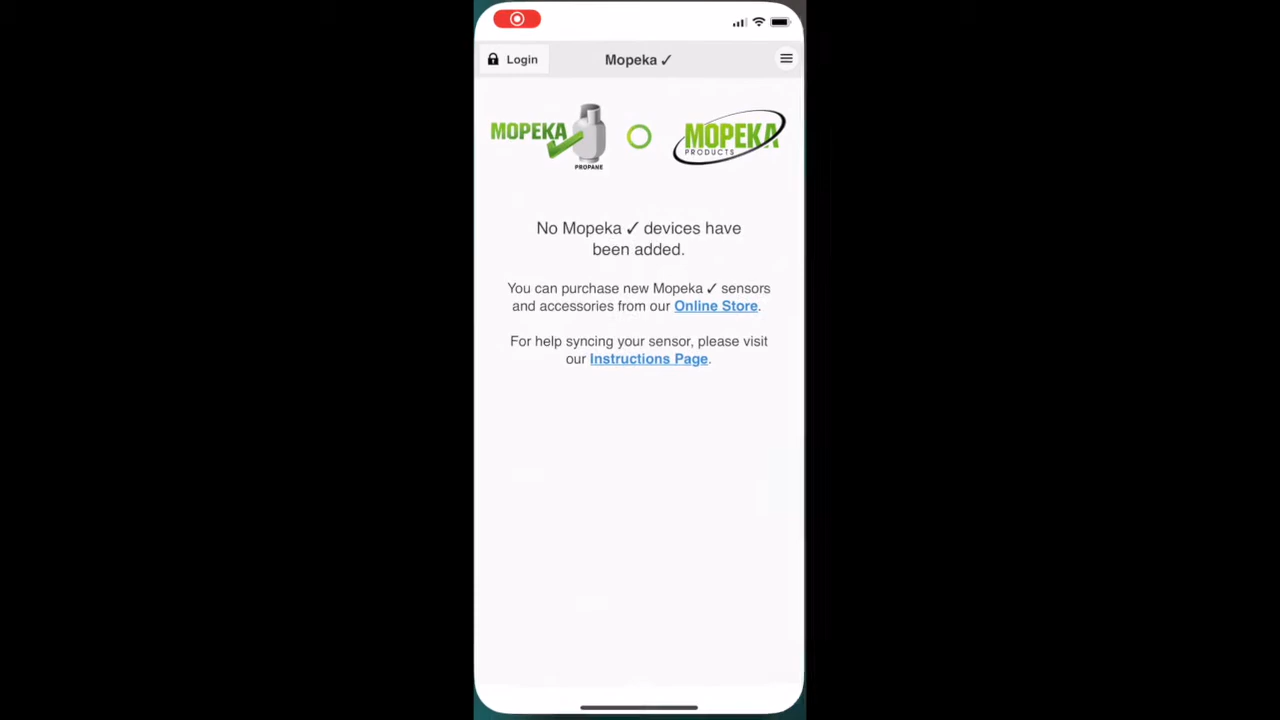 Login
Mopeka ✓
MOPEKA
PROPANE
MOPEKA
PRODUCTS
No Mopeka ✓ devices have
been added.
You can purchase new Mopeka ✓ sensors
and accessories from our Online Store.
For help syncing your sensor, please visit
our Instructions Page.